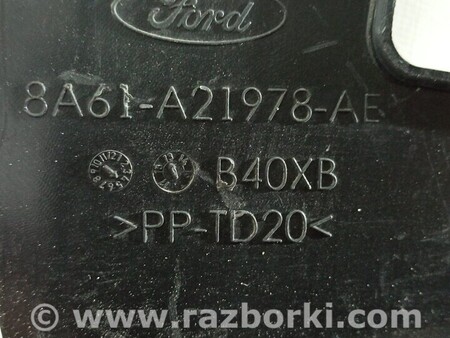 Ford
8A61-A21978-AE
B40XB
>PP-TD20<
© www.razborki.com